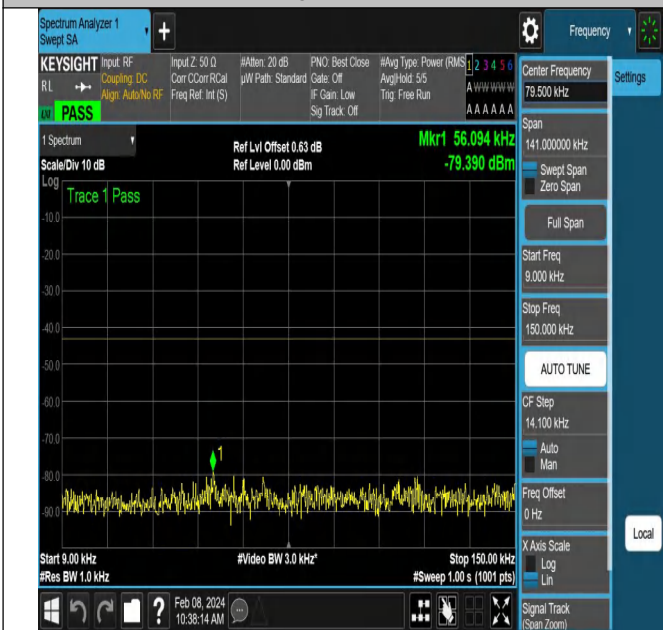 Spectrum Analyzer 1
Swept SA
+
Frequency
KEYSIGHT
Input: RF
Coupling: DC
Align: Auto/No RF
Input Z: 50 Ω
Corr CCorr RCal
Freq Ref: Int (S)
#Atten: 20 dB
µW Path: Standard
PNO: Best Close
Gate: Off
IF Gain: Low
Sig Track: Off
#Avg Type: Power (RMS
Avg|Hold: 5/5
Trig: Free Run
1 2 3 4 5 6
A W W W W W
A A A A A A
RL
LXI
PASS
1 Spectrum
Scale/Div 10 dB
Ref Lvl Offset 0.63 dB
Ref Level 0.00 dBm
Mkr1 56.094 kHz
-79.390 dBm
Log
Trace 1 Pass
-10.0
-20.0
-30.0
-40.0
-50.0
-60.0
-70.0
-80.0
-90.0
1
Start 9.00 kHz
#Res BW 1.0 kHz
#Video BW 3.0 kHz*
Stop 150.00 kHz
#Sweep 1.00 s (1001 pts)
?
Feb 08, 2024
10:38:14 AM
Center Frequency
79.500 kHz
Settings
Span
141.000000 kHz
Swept Span
Zero Span
Full Span
Start Freq
9.000 kHz
Stop Freq
150.000 kHz
AUTO TUNE
CF Step
14.100 kHz
Auto
Man
Freq Offset
0 Hz
X Axis Scale
Log
Lin
Local
Signal Track
(Span Zoom)